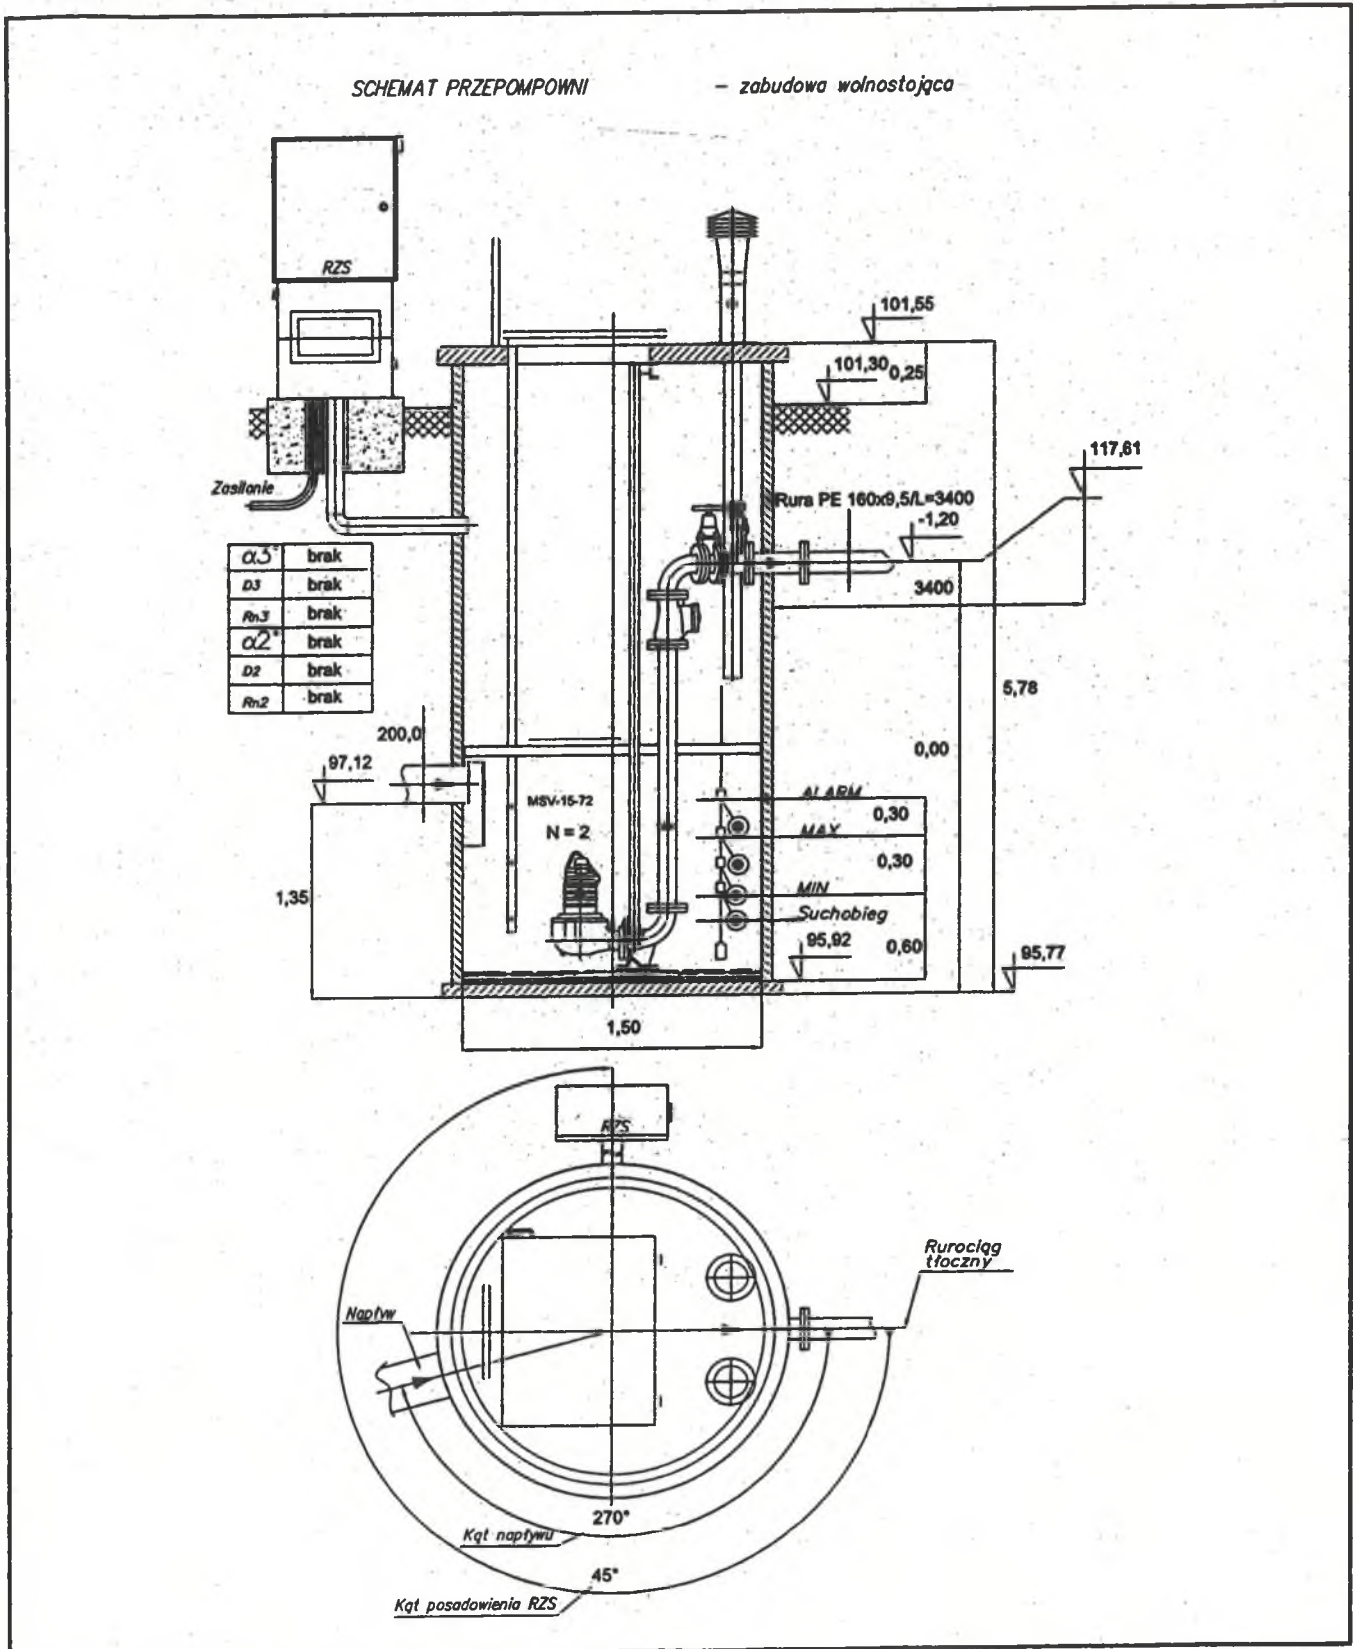 SCHEMAT PRZEPOMPOWNI - zabudowa wolnostojąca
RZS
101,55
101,30 0,25
117,61
Zasilanie
Rura PE 160x9,5/L=3400
-1,20
3400
α3° brak
D3 brak
Rn3 brak
α2° brak
D2 brak
Rn2 brak
5,78
200,0
0,00
97,12
MSV-15-72
N = 2
ALARM
0,30
MAX
0,30
MIN
Suchobieg
1,35
95,92
0,60
95,77
1,50
RZS
Rurociąg
tłoczny
Napływ
270°
Kąt napływu
45°
Kąt posadowienia RZS